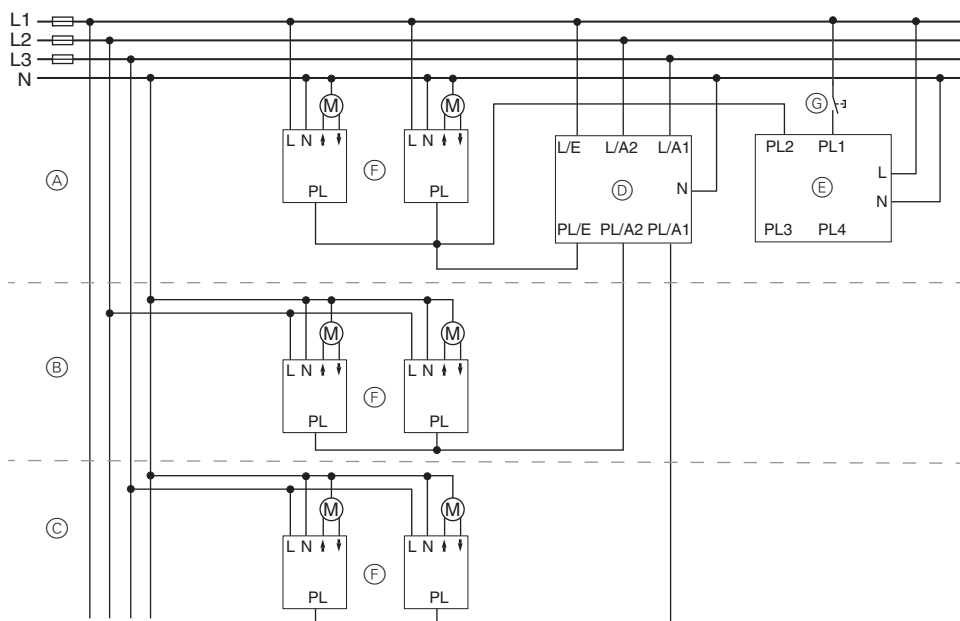 L1
L2
L3
N
M M G
L N L N L/E L/A2 L/A1 PL2 PL1
A F D N E L
N
PL PL PL/E PL/A2 PL/A1 PL3 PL4
M M
B L N L N
F
PL PL
M M
C L N L N
F
PL PL